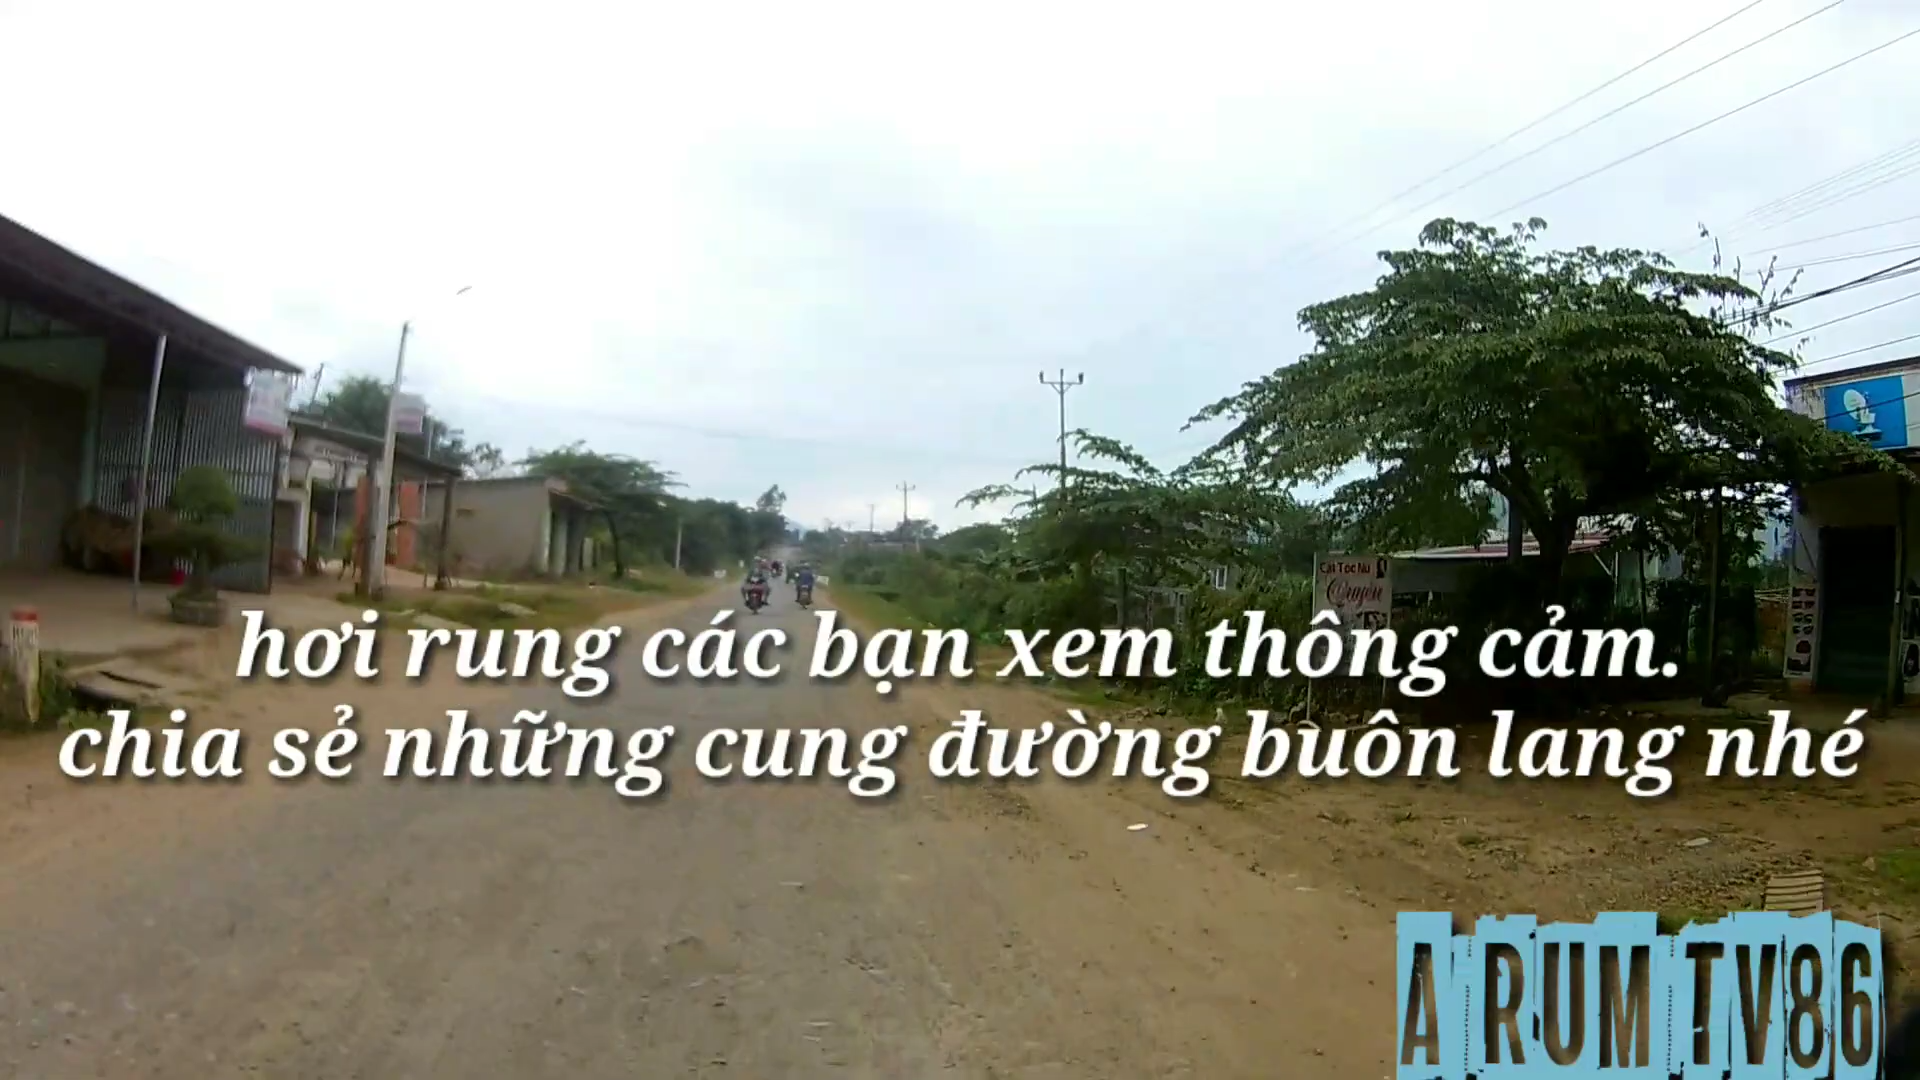 Cắt Tóc Nữ
Quyên
hơi rung các bạn xem thông cảm.
chia sẻ những cung đường buôn lang nhé
A RUM TV86